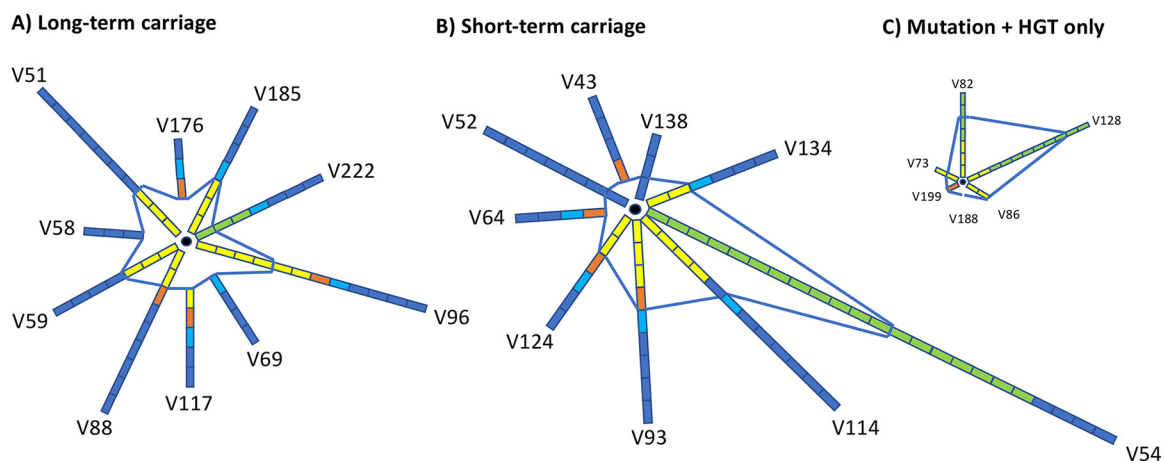 A) Long-term carriage
B) Short-term carriage
C) Mutation + HGT only
V51
V185
V176
V222
V58
V59
V96
V69
V117
V88
V43
V52
V138
V134
V64
V124
V93
V114
V54
V82
V128
V73
V199
V188
V86